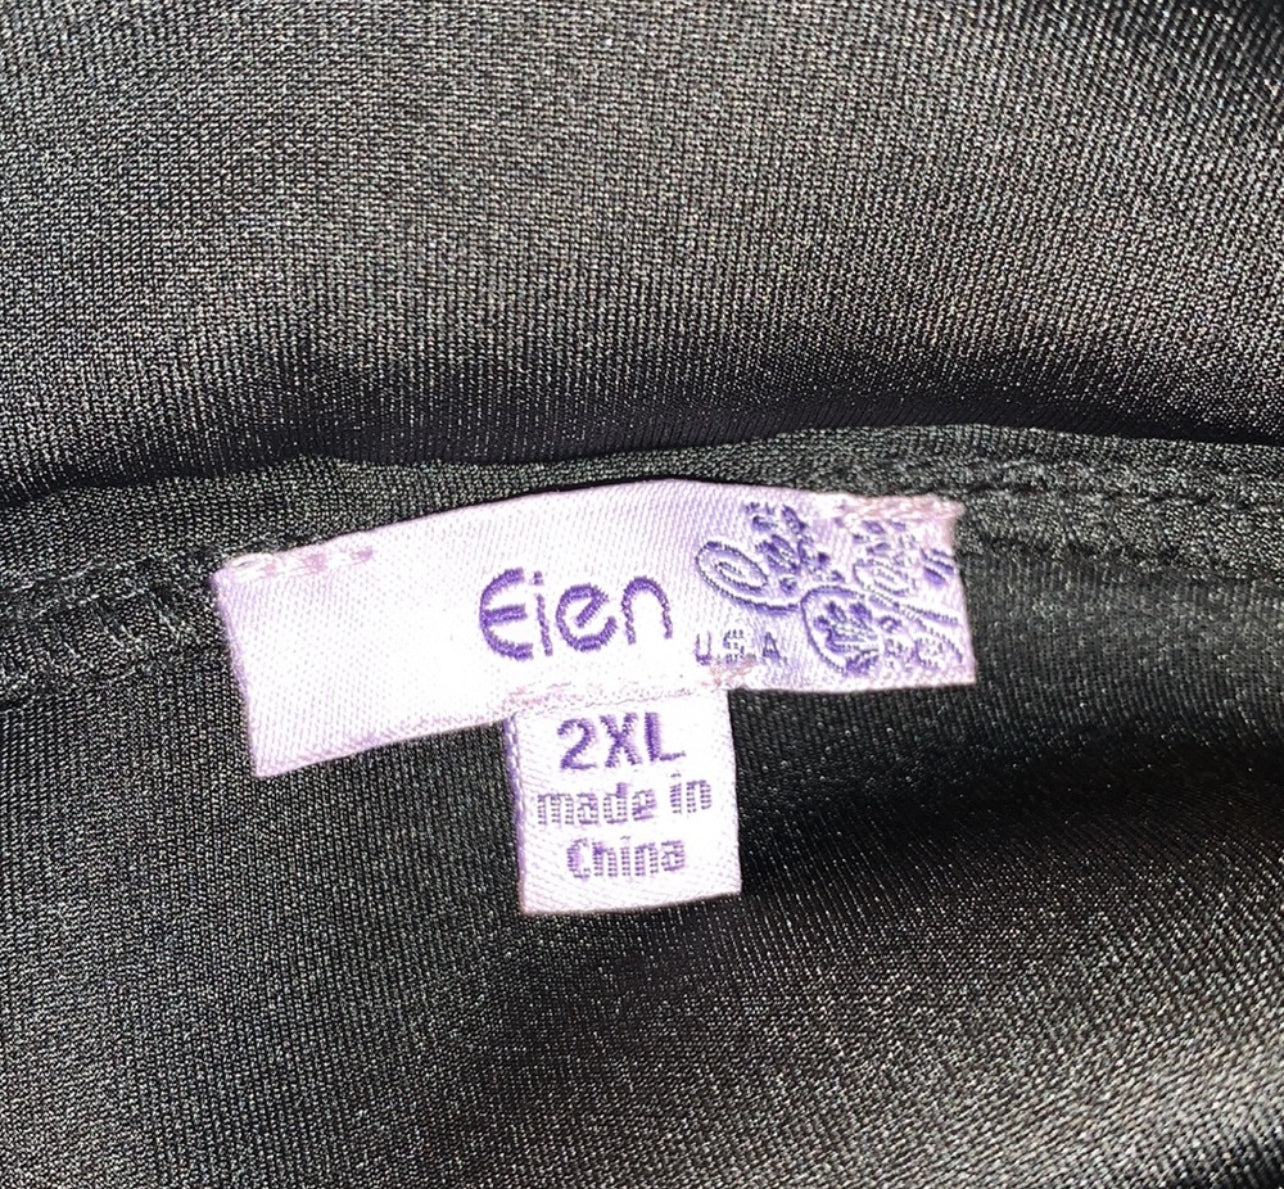 Eien
U.S.A
2XL
made in
China